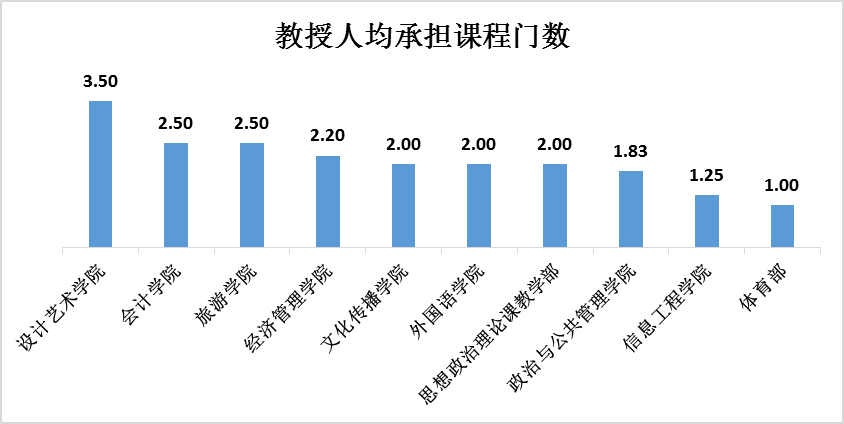 教授人均承担课程门数
3.50
2.50
2.50
2.20
2.00
2.00
2.00
1.83
1.25
1.00
设计艺术学院
会计学院
旅游学院
经济管理学院
文化传播学院
外国语学院
思想政治理论课教学部
政治与公共管理学院
信息工程学院
体育部